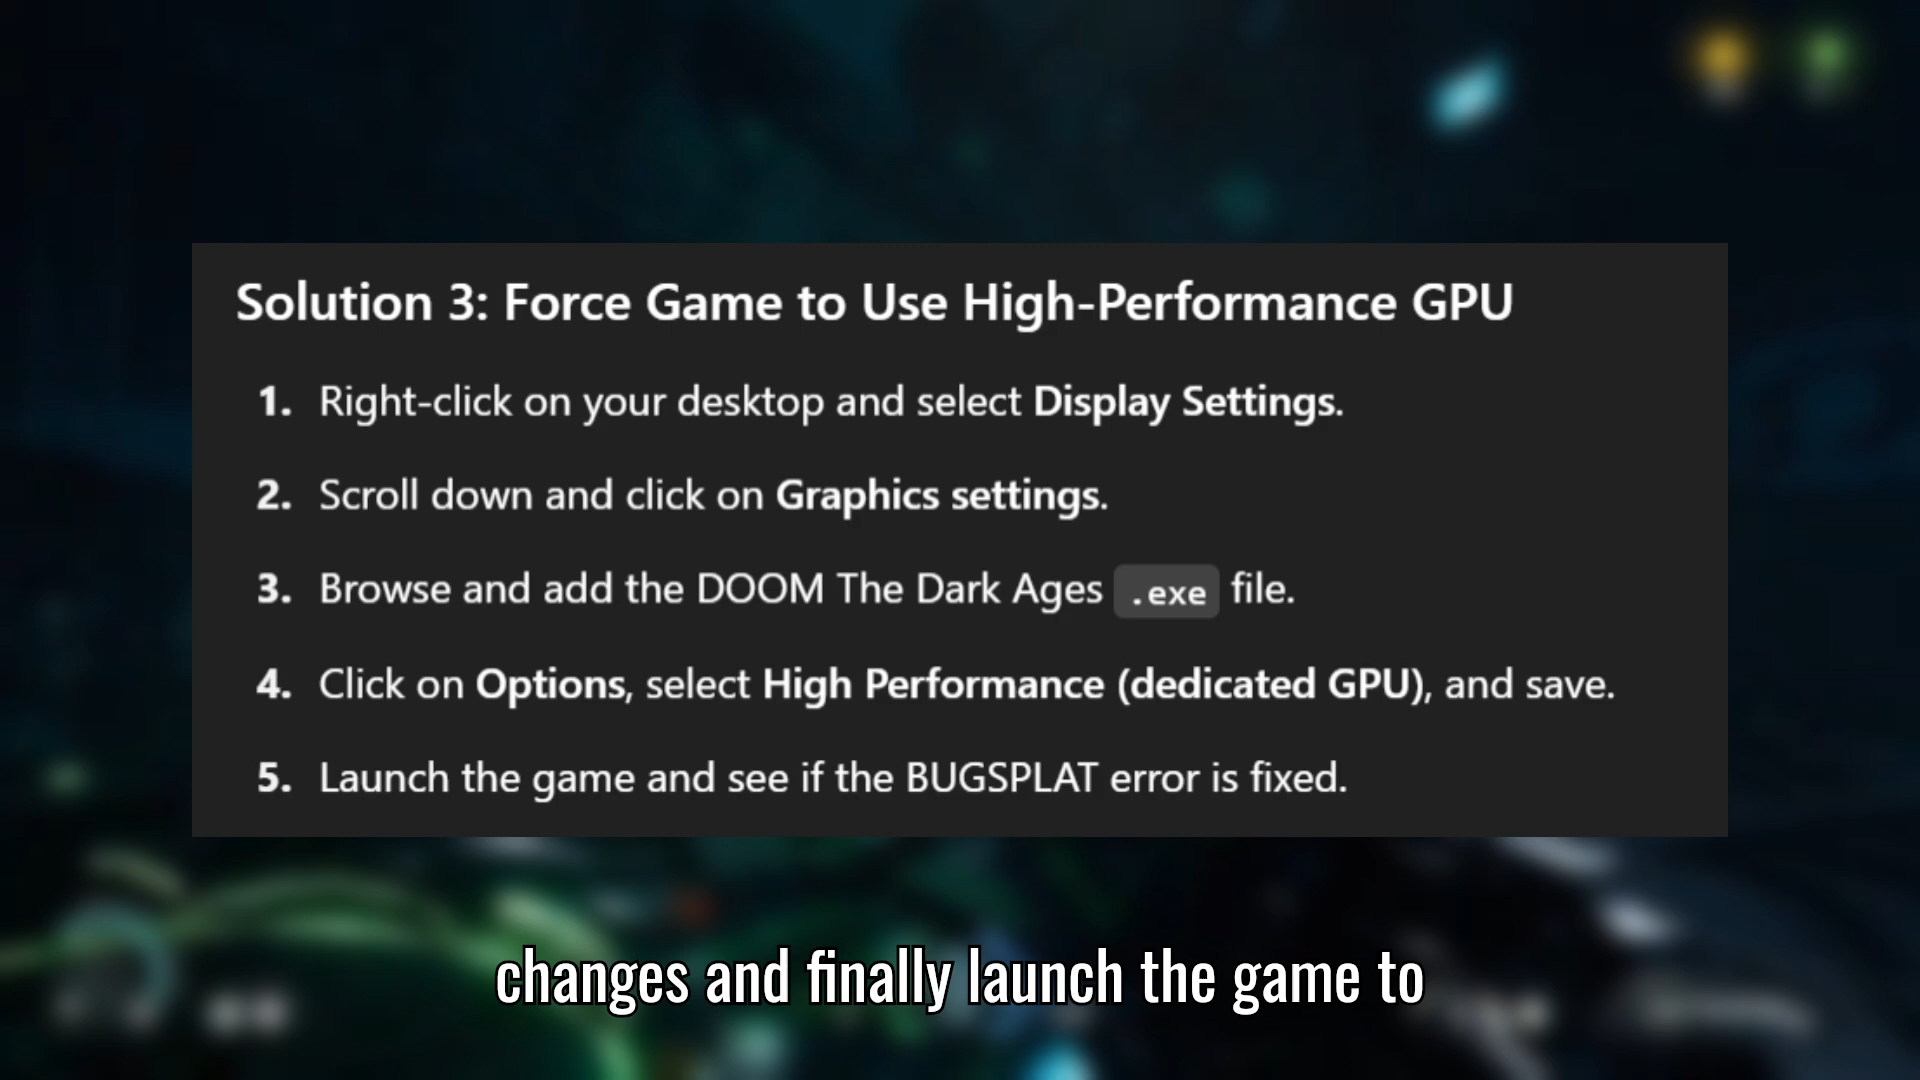 Solution 3: Force Game to Use High-Performance GPU
1. Right-click on your desktop and select Display Settings.
2. Scroll down and click on Graphics settings.
3. Browse and add the DOOM The Dark Ages .exe file.
4. Click on Options, select High Performance (dedicated GPU), and save.
5. Launch the game and see if the BUGSPLAT error is fixed.
changes and finally launch the game to